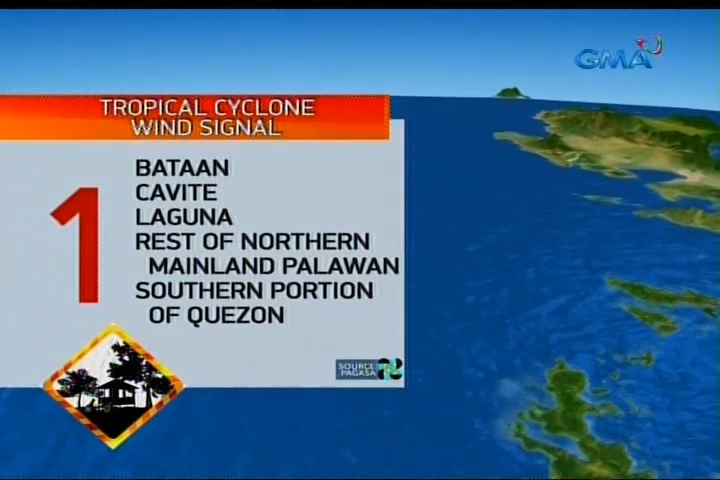 GMA
TROPICAL CYCLONE
WIND SIGNAL
1
BATAAN
CAVITE
LAGUNA
REST OF NORTHERN
MAINLAND PALAWAN
SOUTHERN PORTION
OF QUEZON
SOURCE:
PAGASA